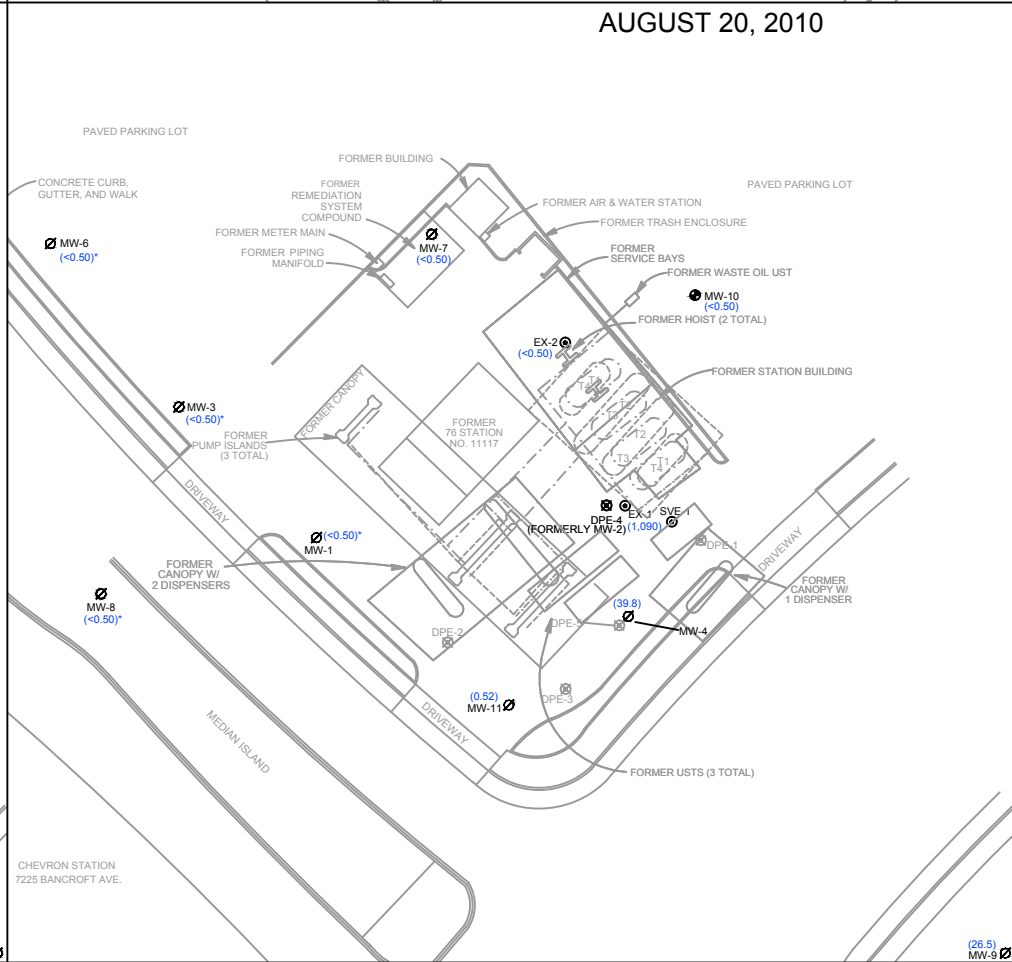 AUGUST 20, 2010
PAVED PARKING LOT
FORMER BUILDING
CONCRETE CURB,
GUTTER, AND WALK
FORMER
REMEDIATION
SYSTEM
COMPOUND
PAVED PARKING LOT
FORMER AIR & WATER STATION
FORMER TRASH ENCLOSURE
FORMER METER MAIN
MW-6
(<0.50)*
MW-7
(<0.50)
FORMER PIPING
MANIFOLD
FORMER
SERVICE BAYS
FORMER WASTE OIL UST
MW-10
(<0.50)
FORMER HOIST (2 TOTAL)
EX-2
(<0.50)
FORMER STATION BUILDING
T1
T1
T2
T2
T2
T3
T1
T4
FORMER CANOPY
MW-3
(<0.50)*
FORMER
PUMP ISLANDS
(3 TOTAL)
FORMER
76 STATION
NO. 11117
DRIVEWAY
DPE-4
(FORMERLY MW-2)
EX-1
(1,090)
SVE-1
DPE-1
DRIVEWAY
(<0.50)*
MW-1
FORMER
CANOPY W/
2 DISPENSERS
FORMER
CANOPY W/
1 DISPENSER
MW-8
(<0.50)*
(39.8)
MW-4
DPE-5
DPE-2
DPE-3
(0.52)
MW-11
DRIVEWAY
MEDIAN ISLAND
FORMER USTS (3 TOTAL)
CHEVRON STATION
7225 BANCROFT AVE.
(26.5)
MW-9